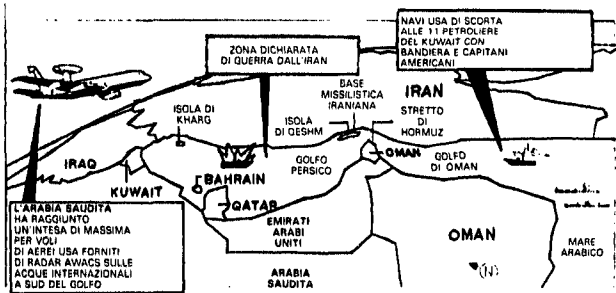 ZONA DICHIARATA
DI GUERRA DALL'IRAN
NAVI USA DI SCORTA
ALLE 11 PETROLIERE
DEL KUWAIT CON
BANDIERA E CAPITANI
AMERICANI
IRAN
BASE
MISSILISTICA
IRANIANA
ISOLA DI
KHARG
ISOLA
DI QESHM
STRETTO
DI
HORMUZ
IRAQ
KUWAIT
BAHRAIN
GOLFO
PERSICO
OMAN
GOLFO
DI OMAN
QATAR
EMIRATI
ARABI
UNITI
OMAN
MARE
ARABICO
ARABIA
SAUDITA
L'ARABIA SAUDITA
HA RAGGIUNTO
UN'INTESA DI MASSIMA
PER VOLI
DI AEREI USA FORNITI
DI RADAR AWACS SULLE
ACQUE INTERNAZIONALI
A SUD DEL GOLFO
(N)